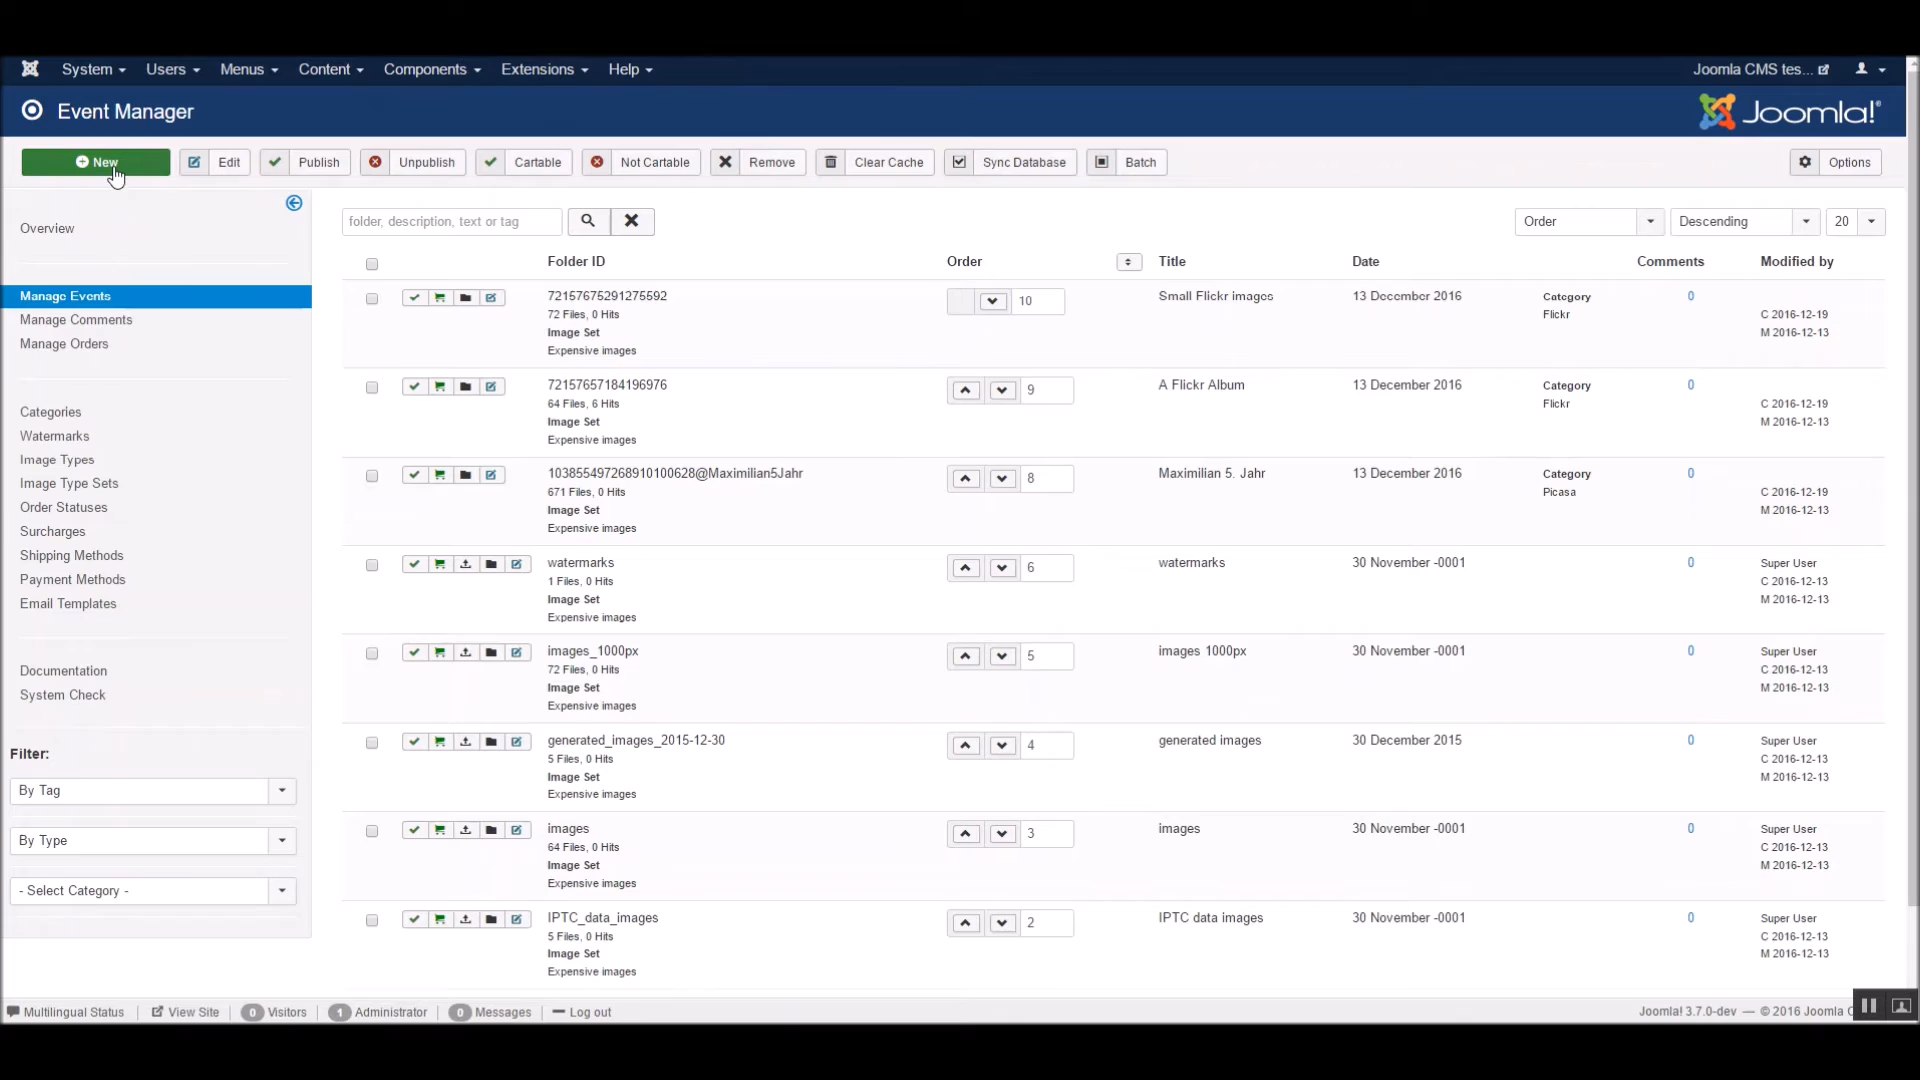 System Users Menus Content Components Extensions Help Joomla CMS tes...
Event Manager Joomla!®
New Edit Publish Unpublish Cartable Not Cartable Remove Clear Cache Sync Database Batch Options
Overview
Manage Events
Manage Comments
Manage Orders
Categories
Watermarks
Image Types
Image Type Sets
Order Statuses
Surcharges
Shipping Methods
Payment Methods
Email Templates
Documentation
System Check
Filter:
By Tag
By Type
- Select Category -
folder, description, text or tag Order Descending 20
Folder ID Order Title Date Comments Modified by
72157675291275592 10 Small Flickr images 13 December 2016 Category 0
72 Files, 0 Hits Flickr C 2016-12-19
Image Set M 2016-12-13
Expensive images
72157657184196976 9 A Flickr Album 13 December 2016 Category 0
64 Files, 6 Hits Flickr C 2016-12-19
Image Set M 2016-12-13
Expensive images
103855497268910100628@Maximilian5Jahr 8 Maximilian 5. Jahr 13 December 2016 Category 0
671 Files, 0 Hits Picasa C 2016-12-19
Image Set M 2016-12-13
Expensive images
watermarks 6 watermarks 30 November -0001 0 Super User
1 Files, 0 Hits C 2016-12-13
Image Set M 2016-12-13
Expensive images
images_1000px 5 images 1000px 30 November -0001 0 Super User
72 Files, 0 Hits C 2016-12-13
Image Set M 2016-12-13
Expensive images
generated_images_2015-12-30 4 generated images 30 December 2015 0 Super User
5 Files, 0 Hits C 2016-12-13
Image Set M 2016-12-13
Expensive images
images 3 images 30 November -0001 0 Super User
64 Files, 0 Hits C 2016-12-13
Image Set M 2016-12-13
Expensive images
IPTC_data_images 2 IPTC data images 30 November -0001 0 Super User
5 Files, 0 Hits C 2016-12-13
Image Set M 2016-12-13
Expensive images
Multilingual Status View Site 0 Visitors 1 Administrator 0 Messages Log out Joomla! 3.7.0-dev — © 2016 Joomla